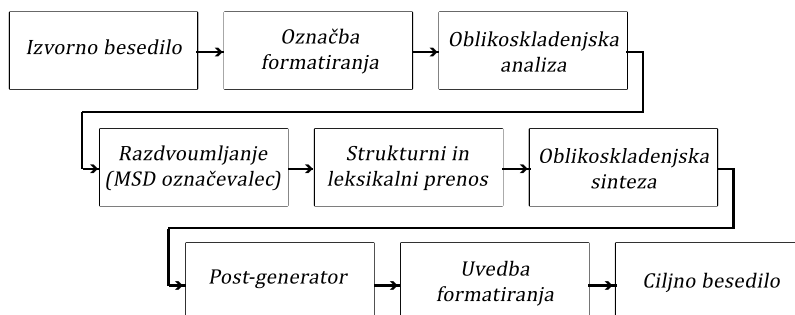 Izvorno besedilo
Označba
formatiranja
Oblikoskladenjska
analiza
Razdvoumljanje
(MSD označevalec)
Strukturni in
leksikalni prenos
Oblikoskladenjska
sinteza
Post-generator
Uvedba
formatiranja
Ciljno besedilo